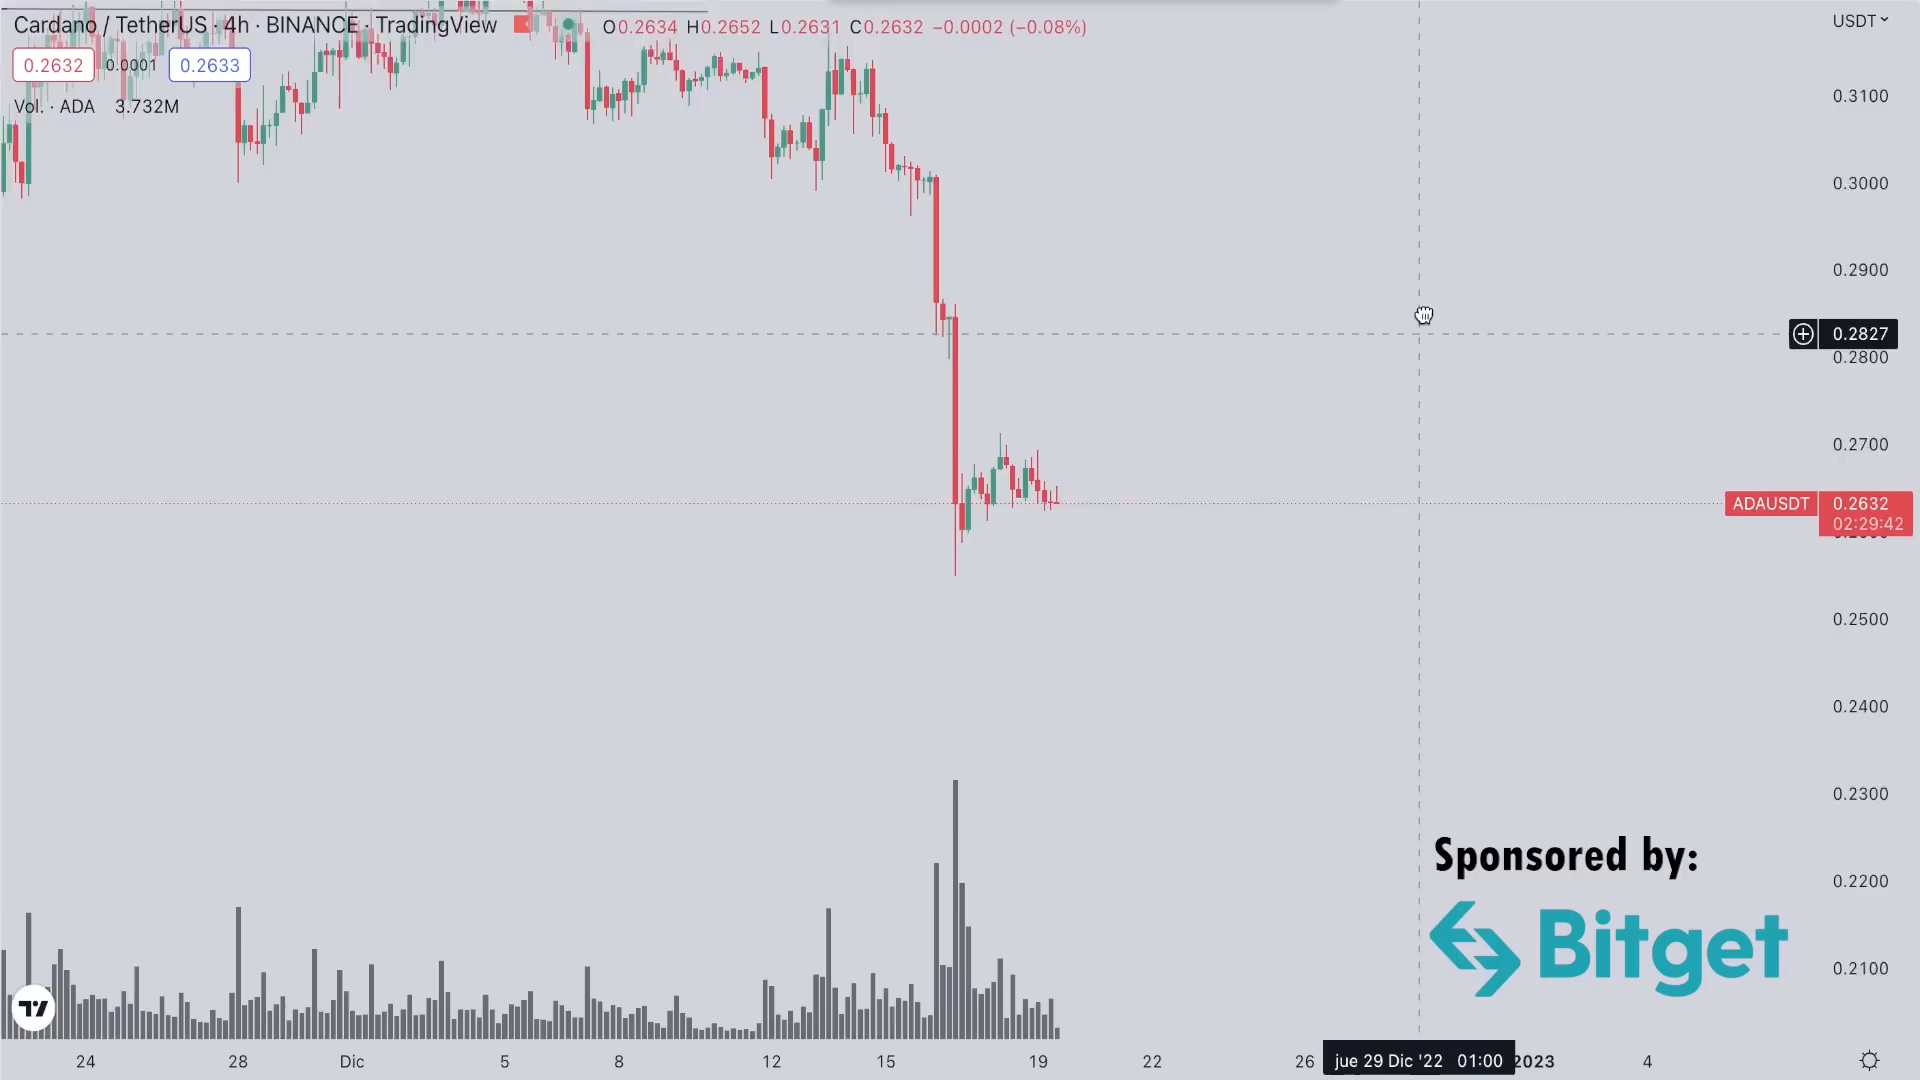 Cardano / TetherUS · 4h · BINANCE · TradingView
O0.2634 H0.2652 L0.2631 C0.2632 −0.0002 (−0.08%)
USDT
0.2632 0.0001 0.2633
Vol. · ADA 3.732M
0.3100
0.3000
0.2900
0.2827
0.2800
0.2700
ADAUSDT 0.2632
02:29:42
0.2500
0.2400
0.2300
0.2200
0.2100
Sponsored by:
Bitget
24 28 Dic 5 8 12 15 19 22 26 jue 29 Dic '22 01:00 2023 4